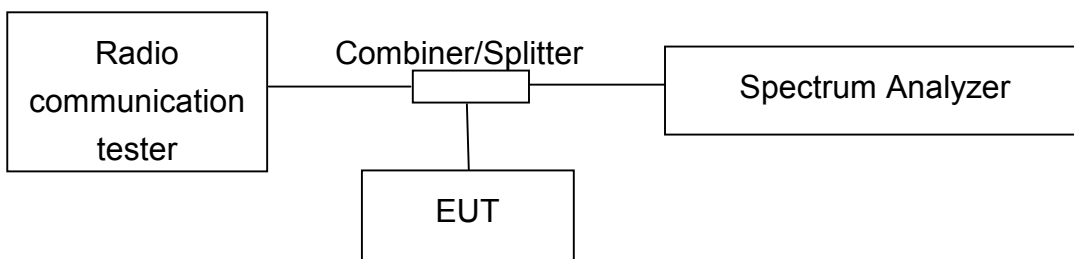 Radio
communication
tester
Combiner/Splitter
Spectrum Analyzer
EUT